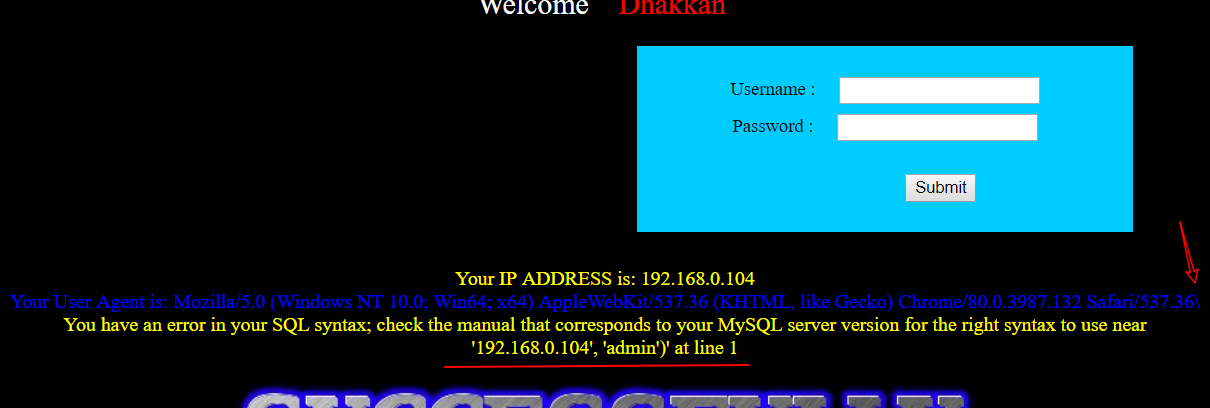 Welcome Dhakkan
Username :
Password :
Submit
Your IP ADDRESS is: 192.168.0.104
Your User Agent is: Mozilla/5.0 (Windows NT 10.0; Win64; x64) AppleWebKit/537.36 (KHTML, like Gecko) Chrome/80.0.3987.132 Safari/537.36\
You have an error in your SQL syntax; check the manual that corresponds to your MySQL server version for the right syntax to use near
'192.168.0.104', 'admin')' at line 1